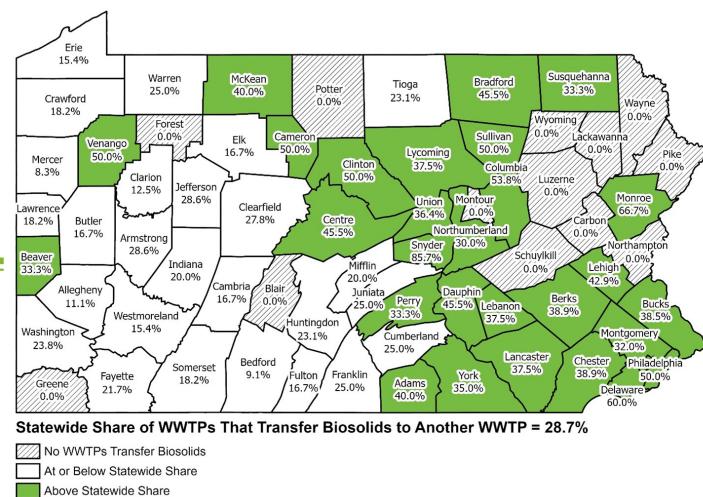 Erie
15.4%
Crawford
18.2%
Warren
25.0%
McKean
40.0%
Potter
0.0%
Tioga
23.1%
Bradford
45.5%
Susquehanna
33.3%
Wayne
0.0%
Mercer
8.3%
Venango
50.0%
Forest
0.0%
Elk
16.7%
Cameron
50.0%
Clinton
50.0%
Lycoming
37.5%
Sullivan
50.0%
Wyoming
0.0%
Lackawanna
0.0%
Pike
0.0%
Lawrence
18.2%
Butler
16.7%
Clarion
12.5%
Jefferson
28.6%
Clearfield
27.8%
Centre
45.5%
Union
36.4%
Montour
0.0%
Columbia
53.8%
Luzerne
0.0%
Monroe
66.7%
Carbon
0.0%
Northampton
0.0%
Beaver
33.3%
Allegheny
11.1%
Armstrong
28.6%
Indiana
20.0%
Cambria
16.7%
Blair
0.0%
Mifflin
20.0%
Juniata
25.0%
Snyder
85.7%
Northumberland
30.0%
Schuylkill
0.0%
Lehigh
42.9%
Washington
23.8%
Westmoreland
15.4%
Huntingdon
23.1%
Perry
33.3%
Dauphin
45.5%
Lebanon
37.5%
Berks
38.9%
Bucks
38.5%
Montgomery
32.0%
Greene
0.0%
Fayette
21.7%
Somerset
18.2%
Bedford
9.1%
Fulton
16.7%
Franklin
25.0%
Cumberland
25.0%
Adams
40.0%
York
35.0%
Lancaster
37.5%
Chester
38.9%
Philadelphia
50.0%
Delaware
60.0%
Statewide Share of WWTPs That Transfer Biosolids to Another WWTP = 28.7%
No WWTPs Transfer Biosolids
At or Below Statewide Share
Above Statewide Share